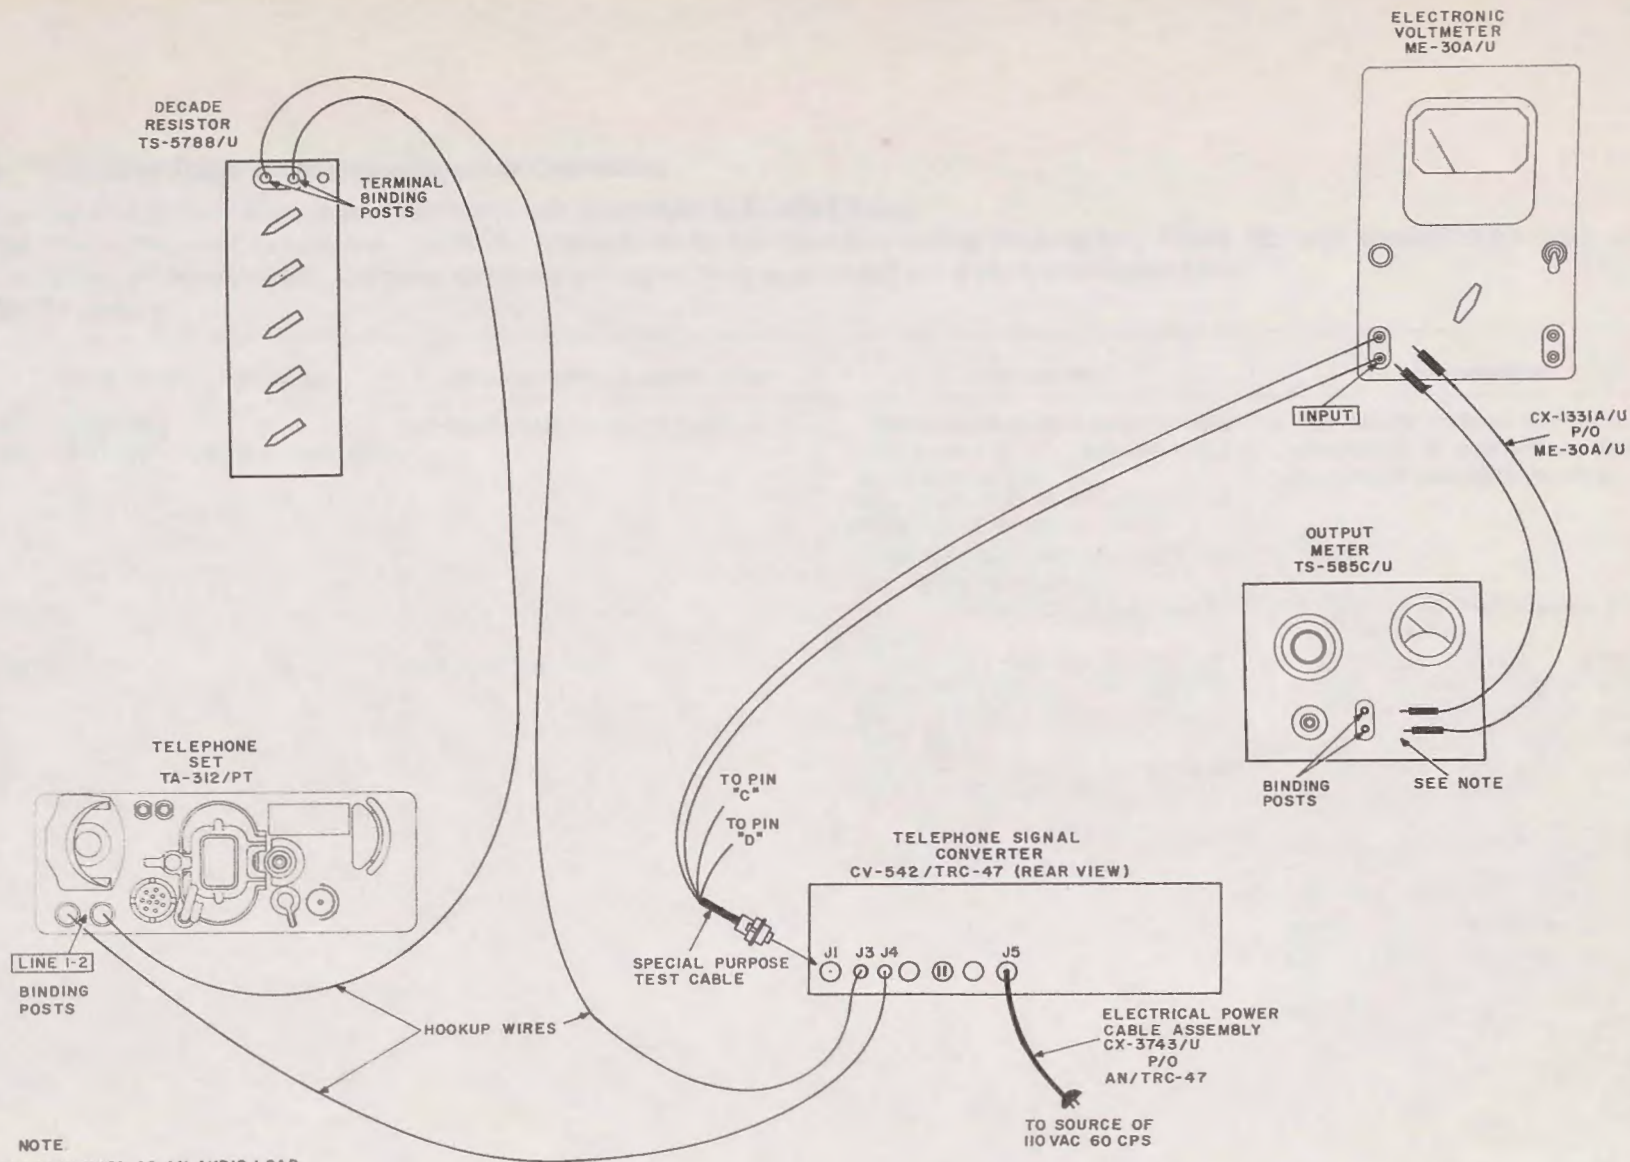 ELECTRONIC
VOLTMETER
ME-30A/U
DECADE
RESISTOR
TS-5788/U
TERMINAL
BINDING
POSTS
INPUT
CX-1331A/U
P/O
ME-30A/U
OUTPUT
METER
TS-585C/U
BINDING
POSTS
SEE NOTE
TELEPHONE
SET
TA-312/PT
LINE 1-2
BINDING
POSTS
TO PIN
"C"
TO PIN
"D"
TELEPHONE SIGNAL
CONVERTER
CV-542/TRC-47 (REAR VIEW)
SPECIAL PURPOSE
TEST CABLE
J1 J3 J4 J5
HOOKUP WIRES
ELECTRICAL POWER
CABLE ASSEMBLY
CX-3743/U
P/O
AN/TRC-47
TO SOURCE OF
110 VAC 60 CPS
NOTE
AUDIO LOAD